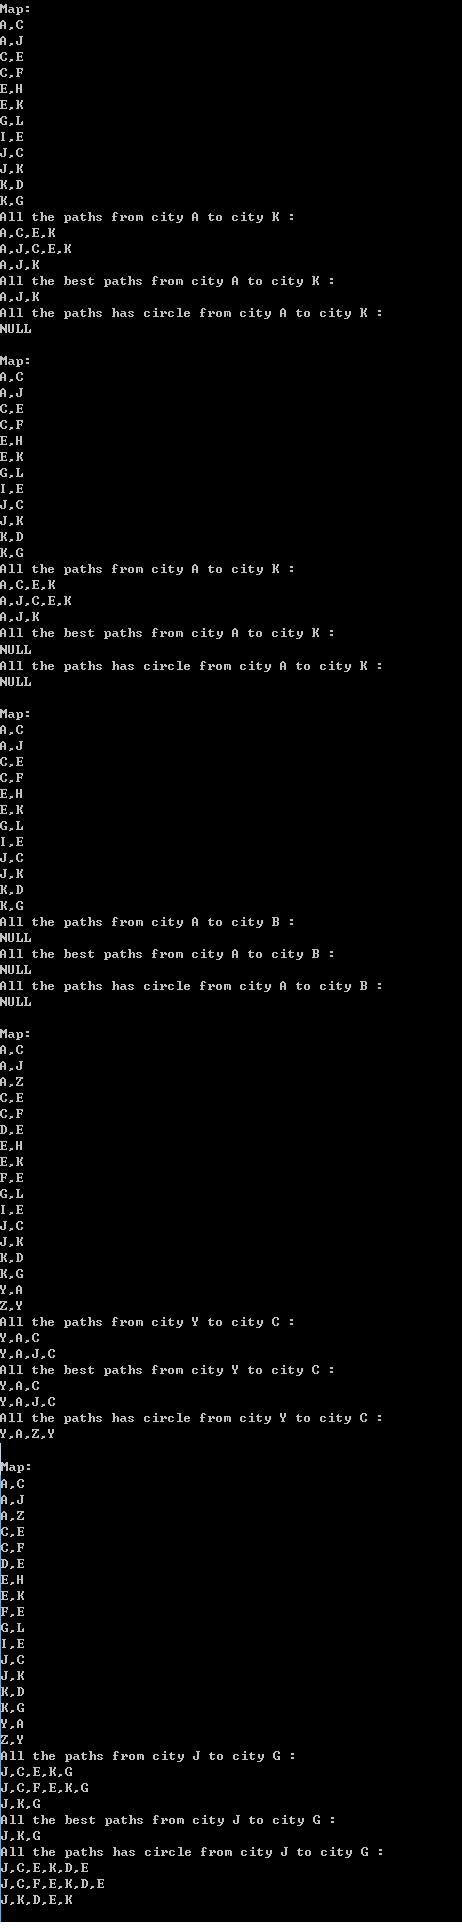 Map:
A,C
A,J
C,E
C,F
E,H
E,K
G,L
I,E
J,C
J,K
K,D
K,G
All the paths from city A to city K :
A,C,E,K
A,J,C,E,K
A,J,K
All the best paths from city A to city K :
A,J,K
All the paths has circle from city A to city K :
NULL

Map:
A,C
A,J
C,E
C,F
E,H
E,K
G,L
I,E
J,C
J,K
K,D
K,G
All the paths from city A to city K :
A,C,E,K
A,J,C,E,K
A,J,K
All the best paths from city A to city K :
NULL
All the paths has circle from city A to city K :
NULL

Map:
A,C
A,J
C,E
C,F
E,H
E,K
G,L
I,E
J,C
J,K
K,D
K,G
All the paths from city A to city B :
NULL
All the best paths from city A to city B :
NULL
All the paths has circle from city A to city B :
NULL

Map:
A,C
A,J
A,Z
C,E
C,F
D,E
E,H
E,K
F,E
G,L
I,E
J,C
J,K
K,D
K,G
Y,A
Z,Y
All the paths from city Y to city C :
Y,A,C
Y,A,J,C
All the best paths from city Y to city C :
Y,A,C
Y,A,J,C
All the paths has circle from city Y to city C :
Y,A,Z,Y

Map:
A,C
A,J
A,Z
C,E
C,F
D,E
E,H
E,K
F,E
G,L
I,E
J,C
J,K
K,D
K,G
Y,A
Z,Y
All the paths from city J to city G :
J,C,E,K,G
J,C,F,E,K,G
J,K,G
All the best paths from city J to city G :
J,K,G
All the paths has circle from city J to city G :
J,C,E,K,D,E
J,C,F,E,K,D,E
J,K,D,E,K